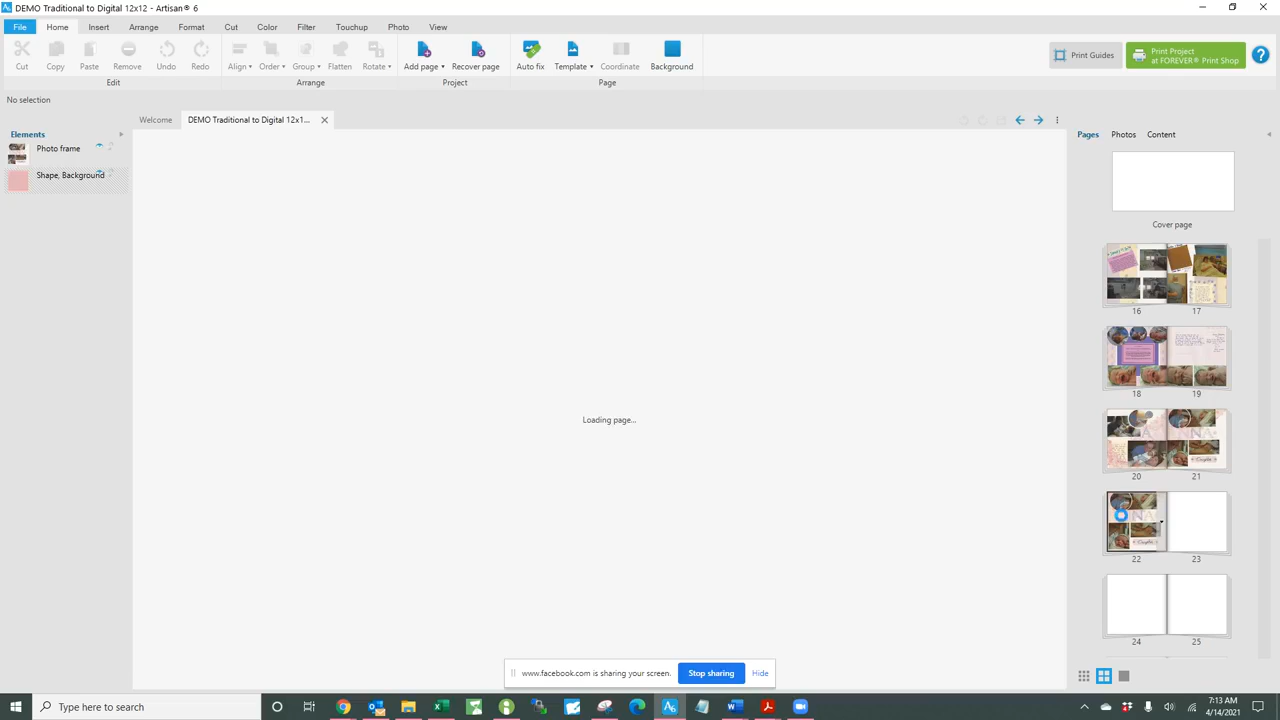 DEMO Traditional to Digital 12x12 - Artisan® 6
File Home Insert Arrange Format Cut Color Filter Touchup Photo View
Cut Copy Paste Remove Undo Redo Align Order Group Flatten Rotate Add page Recover page Auto fix Template Coordinate Background
Edit Arrange Project Page
Print Guides
Print Project
at FOREVER® Print Shop
No selection
Welcome DEMO Traditional to Digital 12x1...
Elements
Photo frame
Shape, Background
Loading page...
Pages Photos Content
Cover page
16 17
18 19
20 21
22 23
24 25
www.facebook.com is sharing your screen. Stop sharing Hide
Type here to search
7:13 AM
4/14/2021